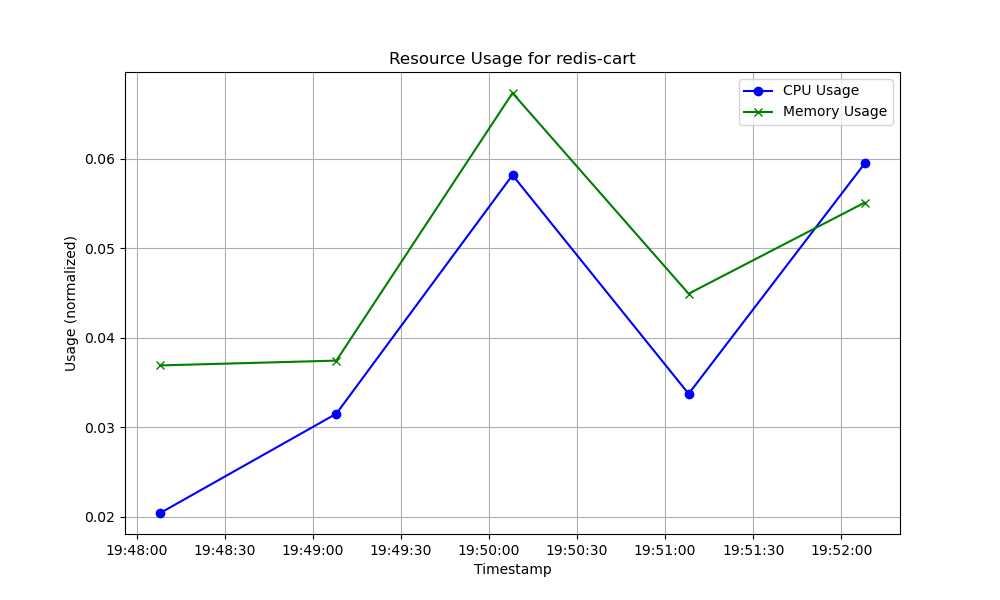 Resource Usage for redis-cart
CPU Usage
Memory Usage
Usage (normalized)
0.06
0.05
0.04
0.03
0.02
19:48:00 19:48:30 19:49:00 19:49:30 19:50:00 19:50:30 19:51:00 19:51:30 19:52:00
Timestamp